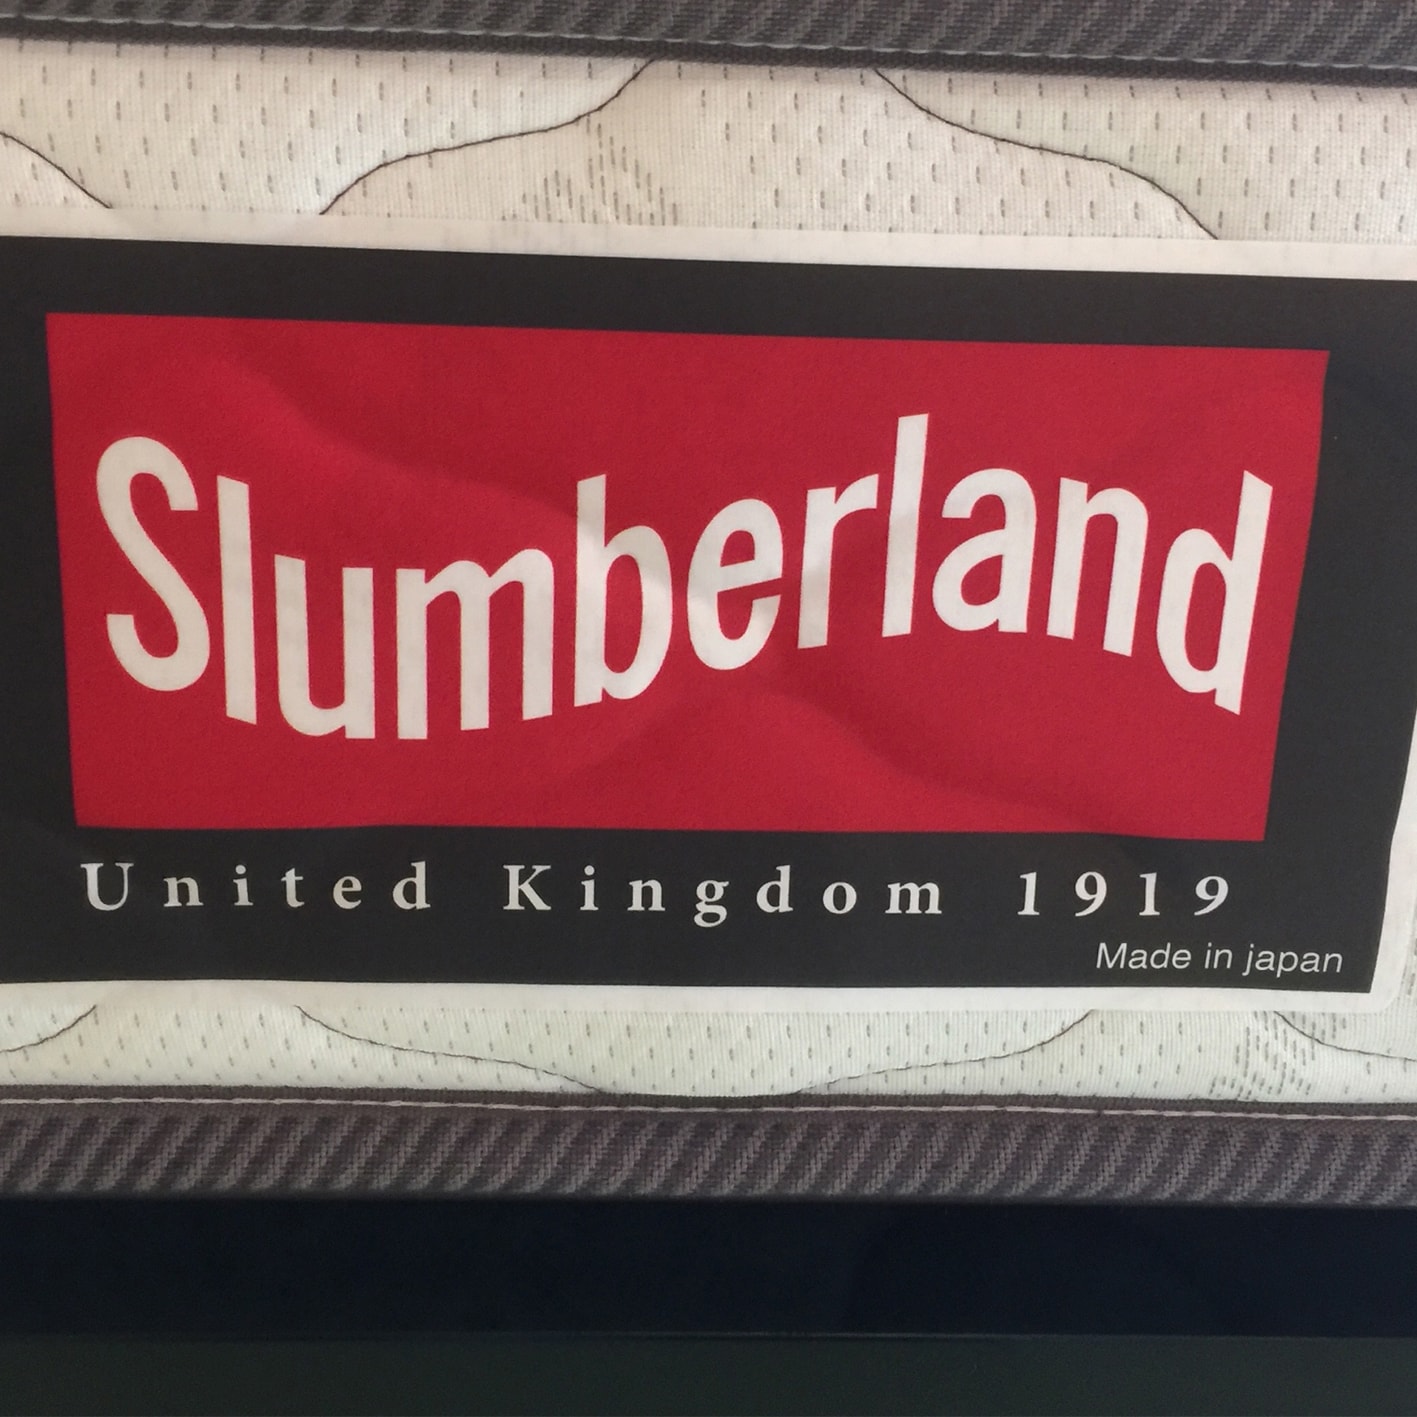 Slumberland
United Kingdom 1919
Made in japan